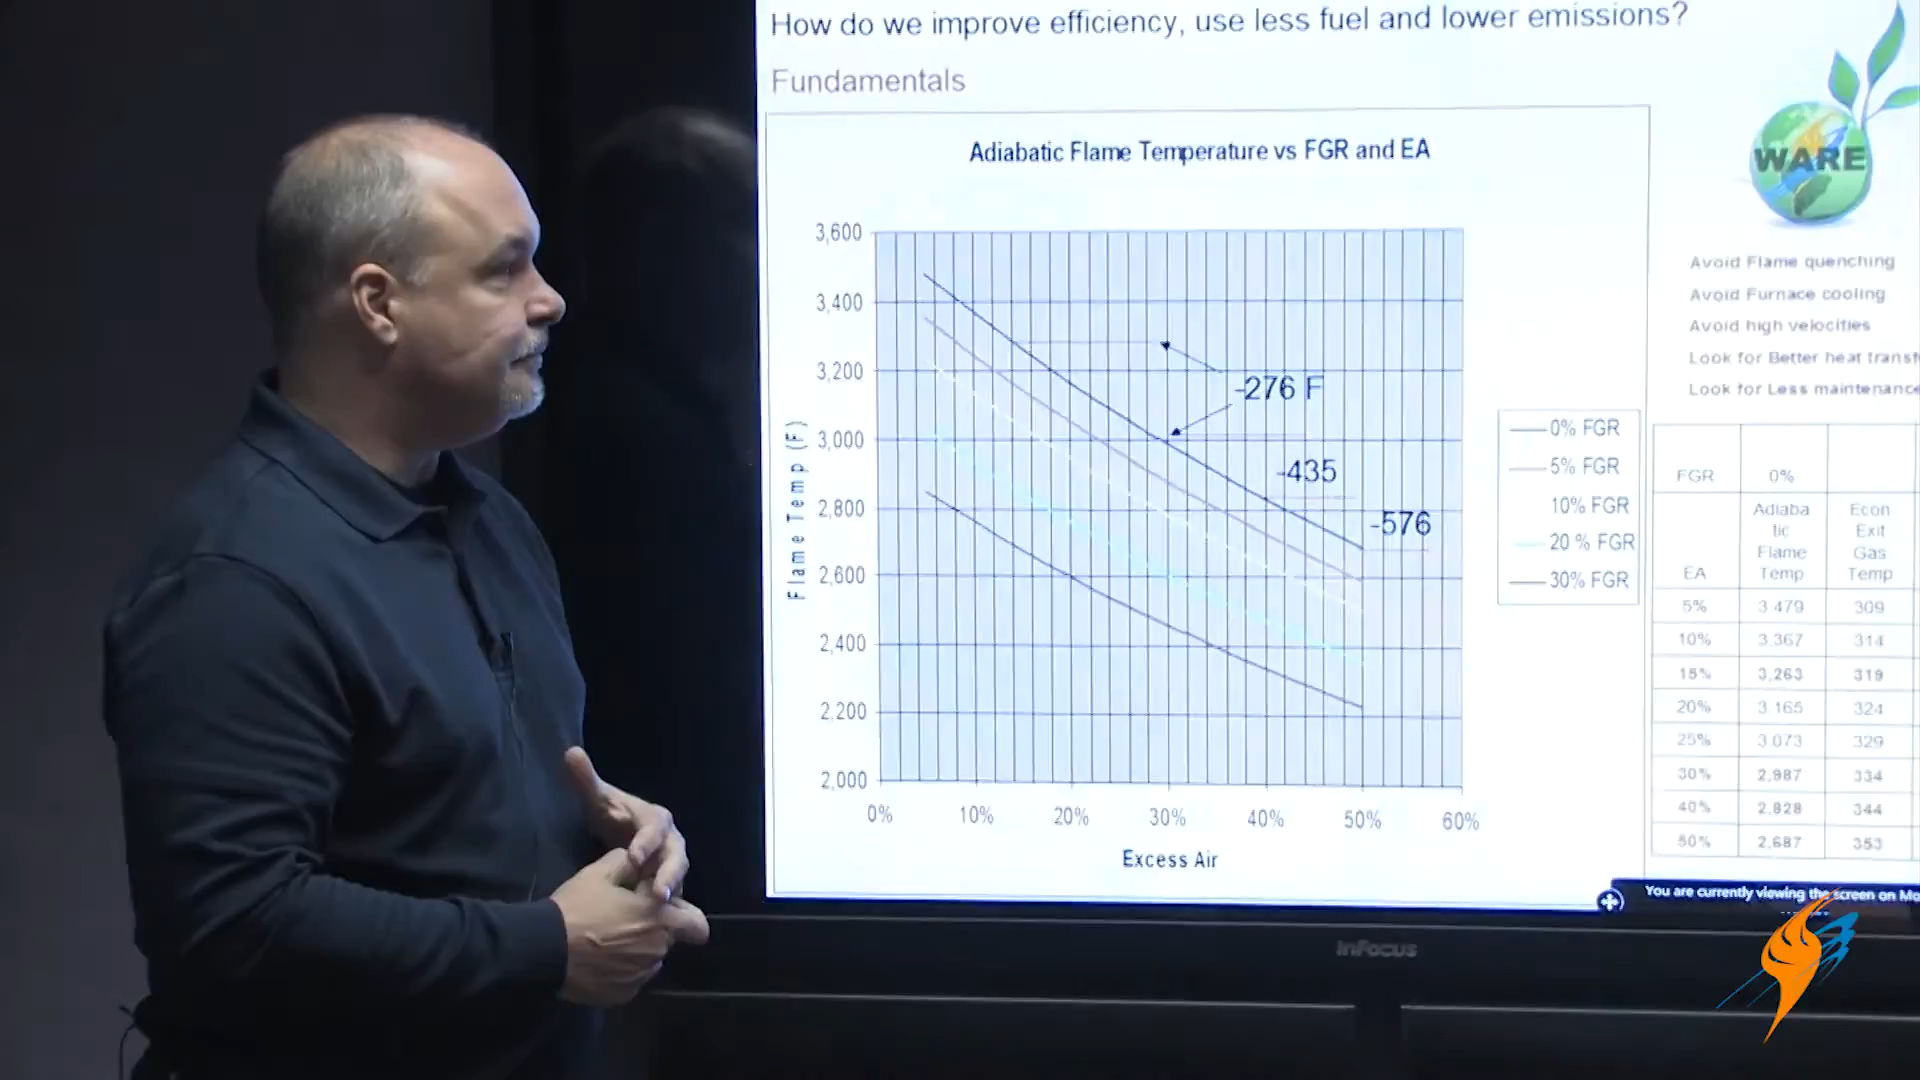 How do we improve efficiency, use less fuel and lower emissions?
Fundamentals
WARE
Adiabatic Flame Temperature vs FGR and EA
3,600
3,400
3,200
3,000
2,800
2,600
2,400
2,200
2,000
Flame Temp (F)
0% 10% 20% 30% 40% 50% 60%
Excess Air
-276 F
-435
-576
0% FGR
5% FGR
10% FGR
20 % FGR
30% FGR
Avoid Flame quenching
Avoid Furnace cooling
Avoid high velocities
Look for Better heat transf
Look for Less maintenance
FGR 0%
EA
Adiaba
tic
Flame
Temp
Econ
Exit
Gas
Temp
5% 3 479 309
10% 3,367 314
15% 3,263 319
20% 3 165 324
25% 3 073 329
30% 2,987 334
40% 2,828 344
50% 2,687 353
You are currently viewing the screen on Mo
InFocus